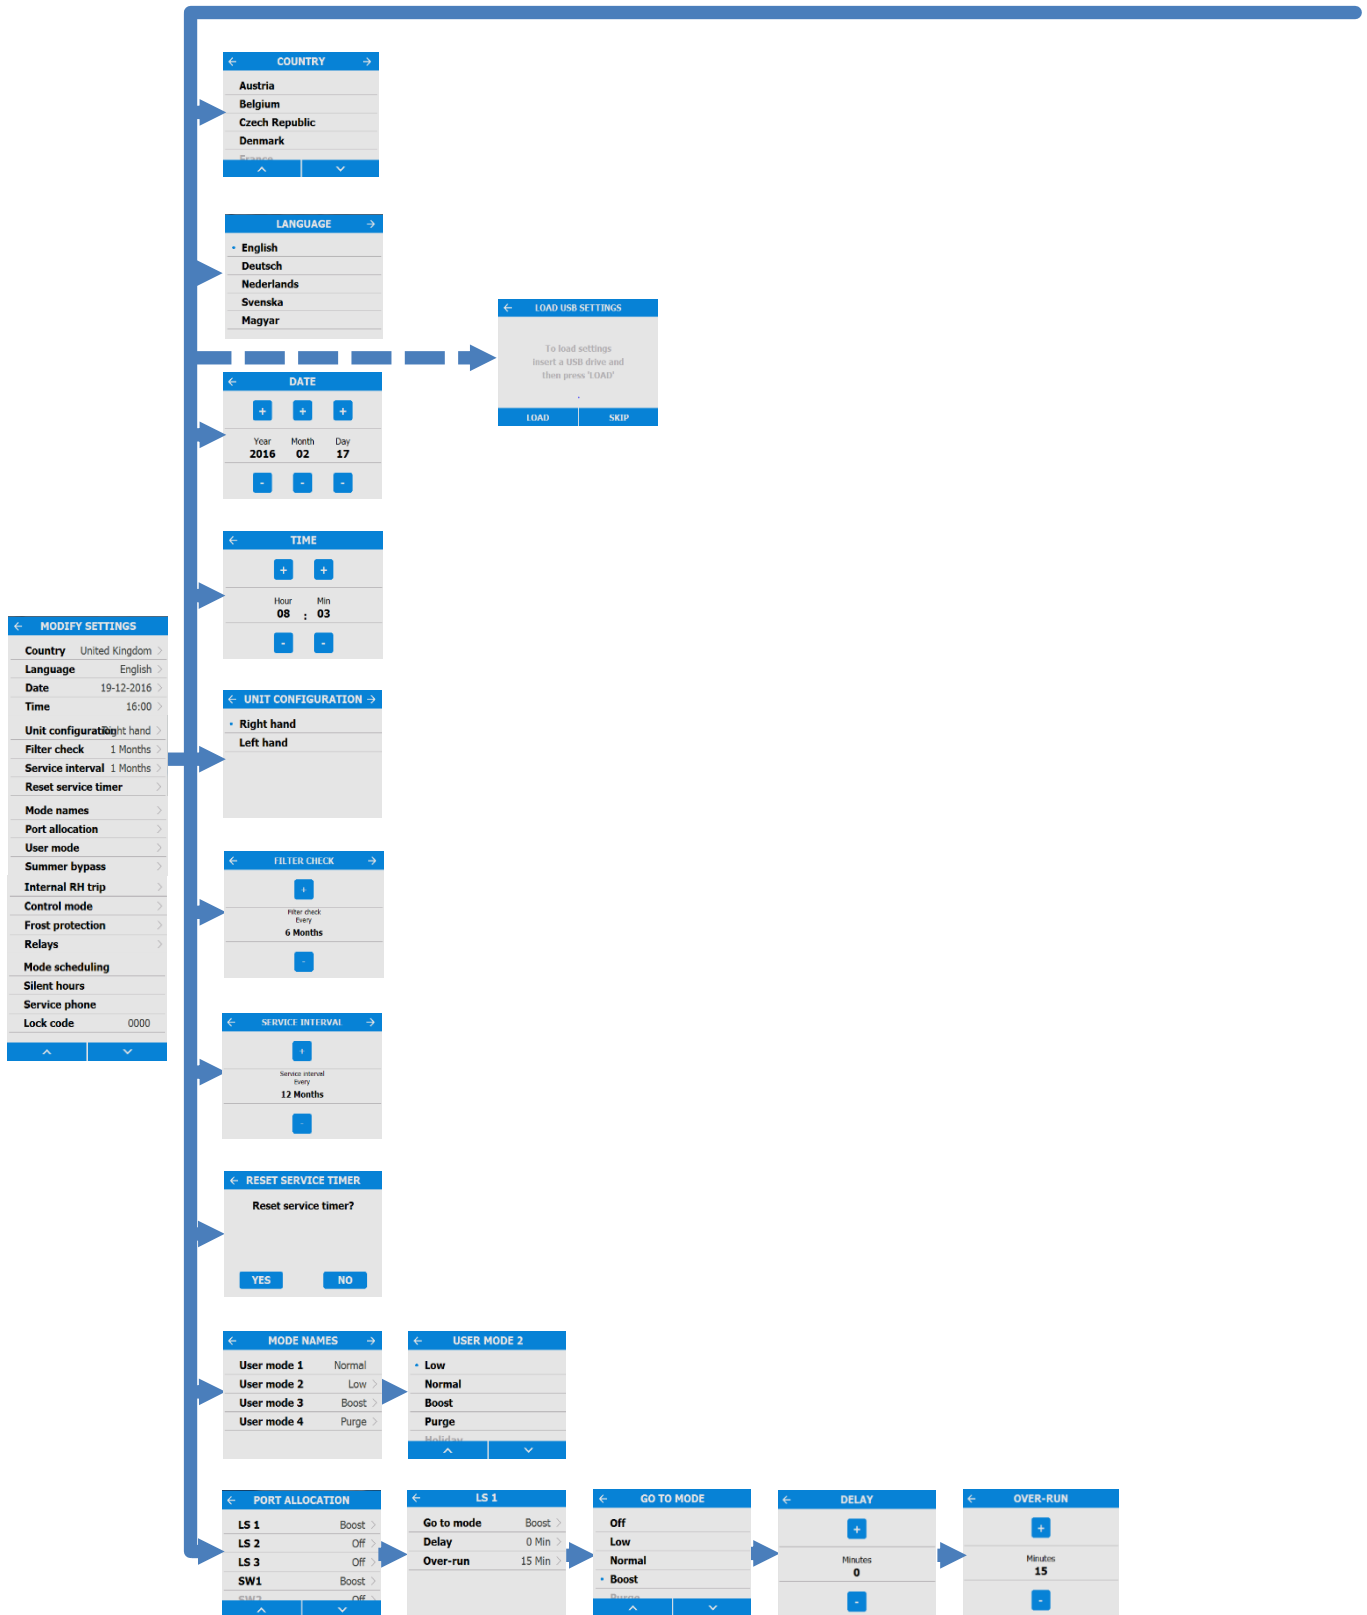 COUNTRY
Austria
Belgium
Czech Republic
Denmark
France
LANGUAGE
English
Deutsch
Nederlands
Svenska
Magyar
LOAD USB SETTINGS
To load settings
insert a USB drive and
then press 'LOAD'
LOAD SKIP
DATE
+ + +
Year Month Day
2016 02 17
- - -
TIME
+ +
Hour Min
08 : 03
- -
MODIFY SETTINGS
Country United Kingdom
Language English
Date 19-12-2016
Time 16:00
Unit configuration Right hand
Filter check 1 Months
Service interval 1 Months
Reset service timer
Mode names
Port allocation
User mode
Summer bypass
Internal RH trip
Control mode
Frost protection
Relays
Mode scheduling
Silent hours
Service phone
Lock code 0000
UNIT CONFIGURATION
Right hand
Left hand
FILTER CHECK
+
Filter check
Every
6 Months
-
SERVICE INTERVAL
+
Service interval
Every
12 Months
-
RESET SERVICE TIMER
Reset service timer?
YES NO
MODE NAMES
User mode 1 Normal
User mode 2 Low
User mode 3 Boost
User mode 4 Purge
USER MODE 2
Low
Normal
Boost
Purge
Holiday
PORT ALLOCATION
LS 1 Boost
LS 2 Off
LS 3 Off
SW1 Boost
SW2 Off
LS 1
Go to mode Boost
Delay 0 Min
Over-run 15 Min
GO TO MODE
Off
Low
Normal
Boost
Purge
DELAY
+
Minutes
0
-
OVER-RUN
+
Minutes
15
-